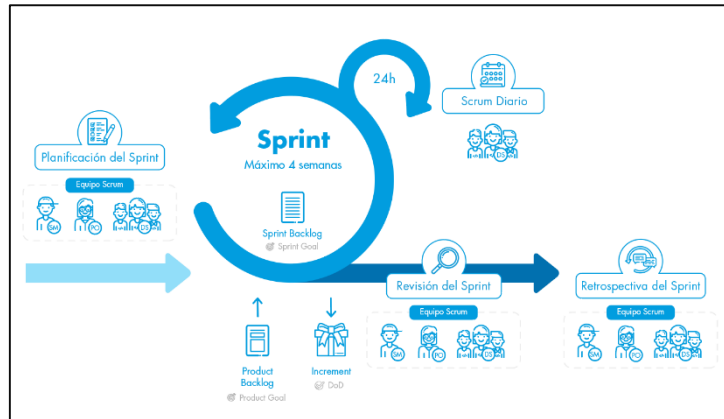 24h
Scrum Diario
DS
Planificación del Sprint
Equipo Scrum
SM
PO
DS
Sprint
Máximo 4 semanas
Sprint Backlog
Sprint Goal
Revisión del Sprint
Equipo Scrum
SM
PO
DS
Retrospectiva del Sprint
Equipo Scrum
SM
PO
DS
Product
Backlog
Product Goal
Increment
DoD